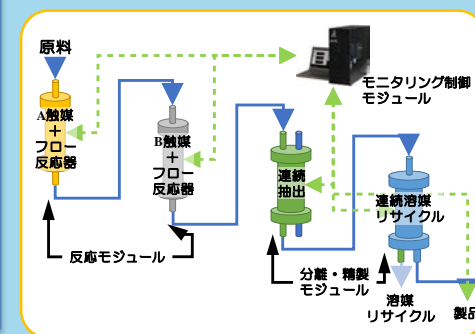 原料
モニタリング制御
モジュール
A触媒
＋
フロー
反応器
B触媒
＋
フロー
反応器
連続
抽出
連続溶媒
リサイクル
反応モジュール
分離・精製
モジュール
溶媒
リサイクル
製品